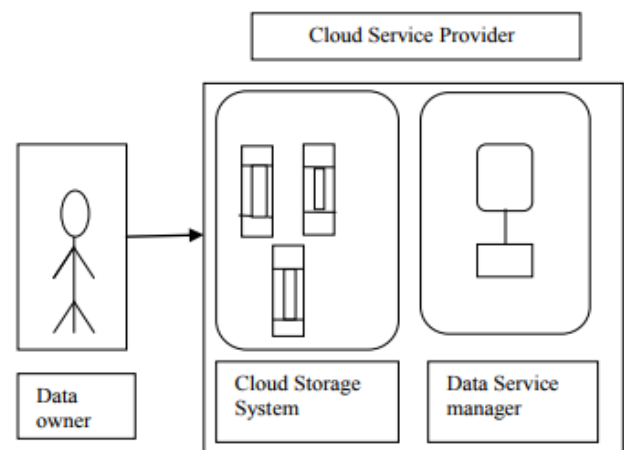 Cloud Service Provider
Data
owner
Cloud Storage
System
Data Service
manager